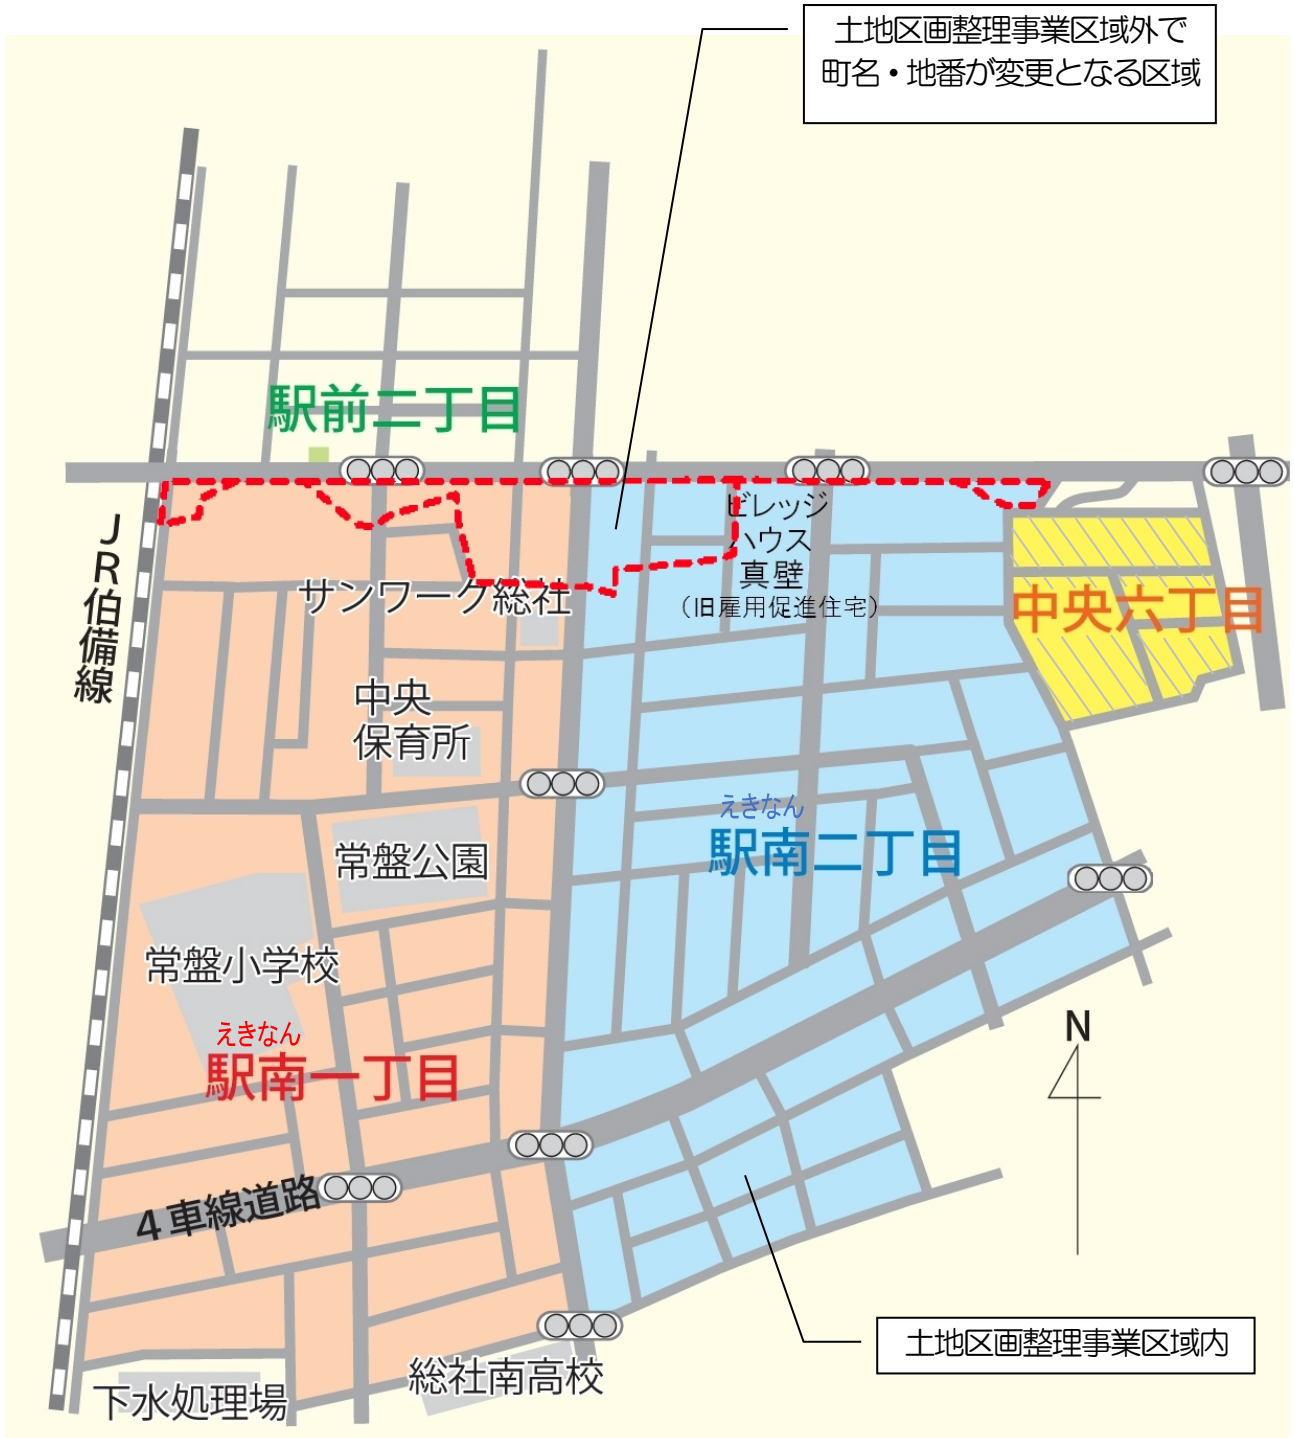 土地区画整理事業区域外で
町名・地番が変更となる区域
駅前二丁目
JR伯備線
ビレッジ
ハウス
真壁
（旧雇用促進住宅）
サンワーク総社
中央六丁目
中央
保育所
えきなん
駅南二丁目
常盤公園
常盤小学校
えきなん
駅南一丁目
N
4車線道路
土地区画整理事業区域内
総社南高校
下水処理場